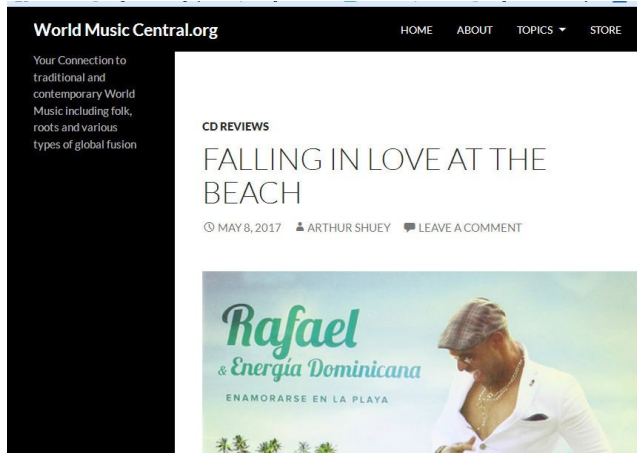 World Music Central.org
HOME ABOUT TOPICS STORE
Your Connection to
traditional and
contemporary World
Music including folk,
roots and various
types of global fusion
CD REVIEWS
FALLING IN LOVE AT THE
BEACH
MAY 8, 2017 ARTHUR SHUEY LEAVE A COMMENT
Rafael
& Energía Dominicana
ENAMORARSE EN LA PLAYA